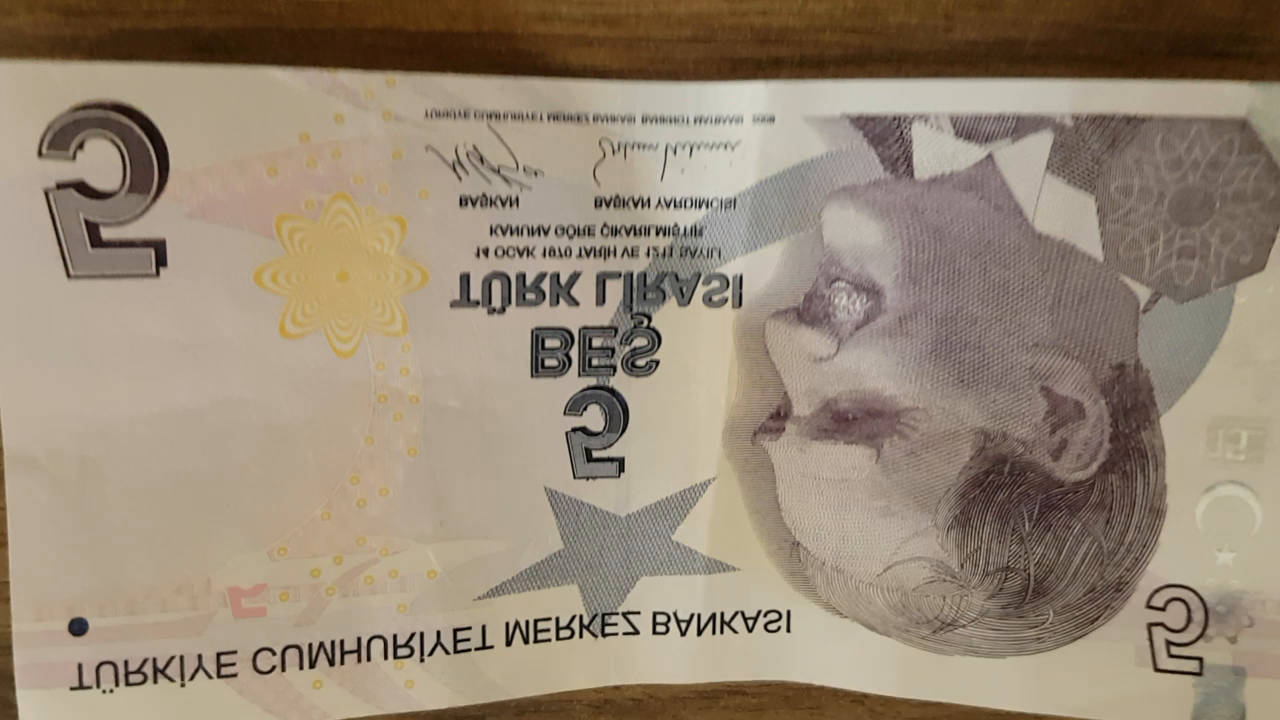 TÜRKİYE CUMHURİYET MERKEZ BANKASI
5
5
BEŞ
TÜRK LİRASI
14 OCAK 1970 TARİH VE 1211 SAYILI
KANUNA GÖRE ÇIKARILMIŞTIR.
BAŞKAN BAŞKAN YARDIMCISI
TÜRKİYE CUMHURİYET MERKEZ BANKASI BANKNOT MATBAASI 2009
5